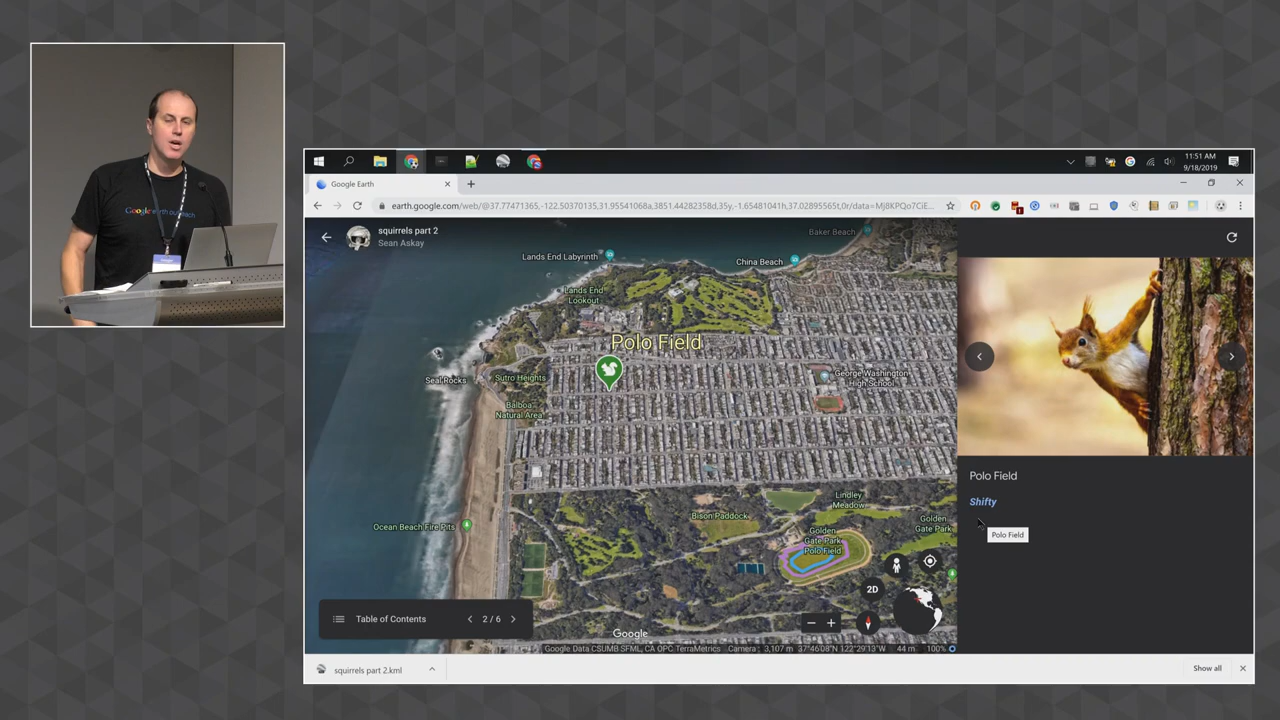 Google earth outreach
11:51 AM
9/18/2019
Google Earth
earth.google.com/web/@37.77471365,-122.50370135,31.95541068a,3851.44282358d,35y,-1.65481041h,37.02895565t,0r/data=Mj8KPQo7CiE...
squirrels part 2
Sean Askay
Baker Beach
Lands End Labyrinth
China Beach
Lands End
Lookout
Polo Field
George Washington
High School
Seal Rocks
Sutro Heights
Balboa
Natural Area
Polo Field
Shifty
Polo Field
Lindley
Meadow
Bison Paddock
Golden
Gate Park
Ocean Beach Fire Pits
Golden
Gate Park
Polo Field
2D
Table of Contents
2 / 6
Google
Google Data CSUMB SFML, CA OPC TerraMetrics
Camera : 3,107 m 37°46'08"N 122°29'13"W 44 m 100%
squirrels part 2.kml
Show all